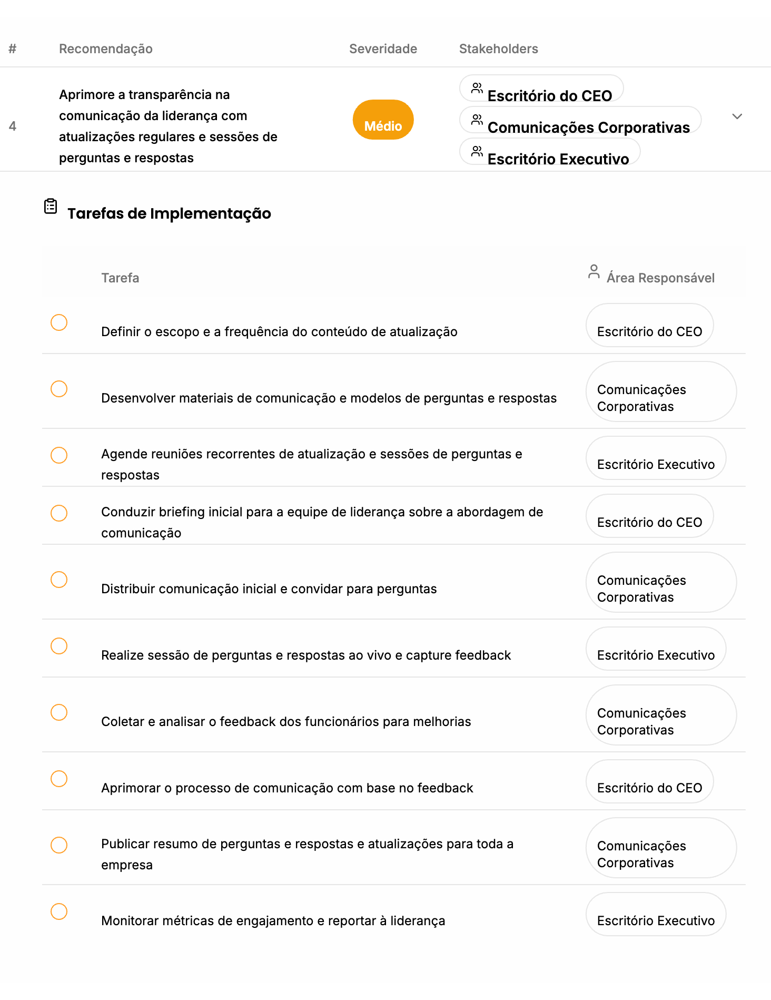 # Recomendação Severidade Stakeholders
4
Aprimore a transparência na
comunicação da liderança com
atualizações regulares e sessões de
perguntas e respostas
Médio
Escritório do CEO
Comunicações Corporativas
Escritório Executivo
Tarefas de Implementação
Tarefa Área Responsável
Definir o escopo e a frequência do conteúdo de atualização
Escritório do CEO
Desenvolver materiais de comunicação e modelos de perguntas e respostas
Comunicações
Corporativas
Agende reuniões recorrentes de atualização e sessões de perguntas e
respostas
Escritório Executivo
Conduzir briefing inicial para a equipe de liderança sobre a abordagem de
comunicação
Escritório do CEO
Distribuir comunicação inicial e convidar para perguntas
Comunicações
Corporativas
Realize sessão de perguntas e respostas ao vivo e capture feedback
Escritório Executivo
Coletar e analisar o feedback dos funcionários para melhorias
Comunicações
Corporativas
Aprimorar o processo de comunicação com base no feedback
Escritório do CEO
Publicar resumo de perguntas e respostas e atualizações para toda a
empresa
Comunicações
Corporativas
Monitorar métricas de engajamento e reportar à liderança
Escritório Executivo